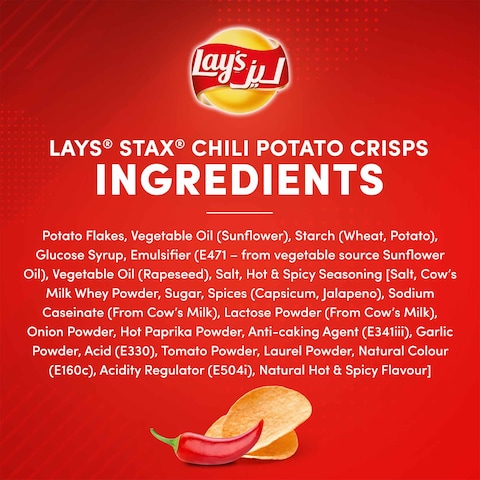 Lay's ليز
LAYS® STAX® CHILI POTATO CRISPS
INGREDIENTS
Potato Flakes, Vegetable Oil (Sunflower), Starch (Wheat, Potato),
Glucose Syrup, Emulsifier (E471 – from vegetable source Sunflower
Oil), Vegetable Oil (Rapeseed), Salt, Hot & Spicy Seasoning [Salt, Cow's
Milk Whey Powder, Sugar, Spices (Capsicum, Jalapeno), Sodium
Caseinate (From Cow's Milk), Lactose Powder (From Cow's Milk),
Onion Powder, Hot Paprika Powder, Anti-caking Agent (E341iii), Garlic
Powder, Acid (E330), Tomato Powder, Laurel Powder, Natural Colour
(E160c), Acidity Regulator (E504i), Natural Hot & Spicy Flavour]